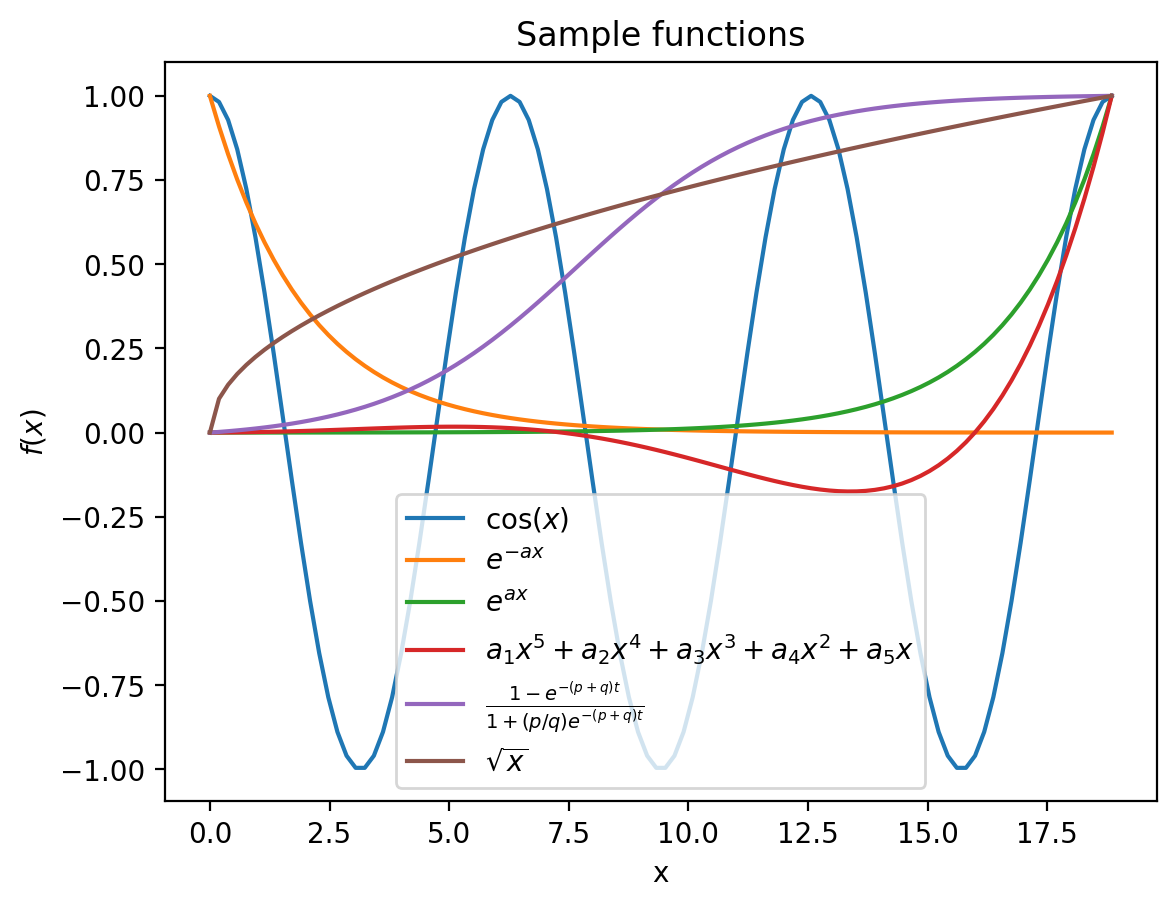 Sample functions
1.00
0.75
0.50
0.25
0.00
−0.25
−0.50
−0.75
−1.00
f(x)
cos(x)
e^{−ax}
e^{ax}
a₁x⁵ + a₂x⁴ + a₃x³ + a₄x² + a₅x
\frac{1 − e^{−(p+q)t}}{1 + (p/q)e^{−(p+q)t}}
√x
0.0 2.5 5.0 7.5 10.0 12.5 15.0 17.5
x